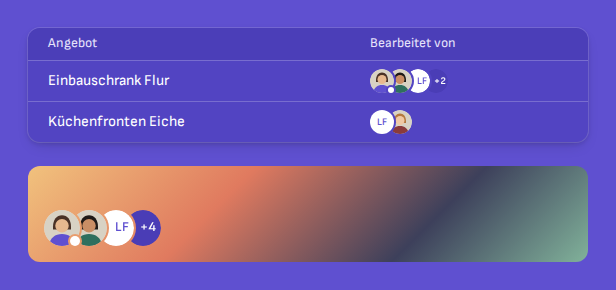 Angebot Bearbeitet von
Einbauschrank Flur LF +2
Küchenfronten Eiche LF
LF +4